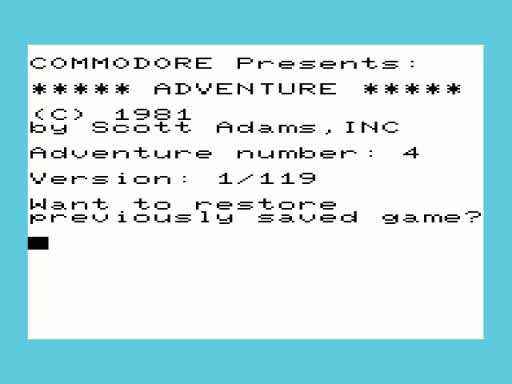 COMMODORE Presents:
***** ADVENTURE *****
(C) 1981
by Scott Adams,INC
Adventure number: 4
Version: 1/119
Want to restore
previously saved game?